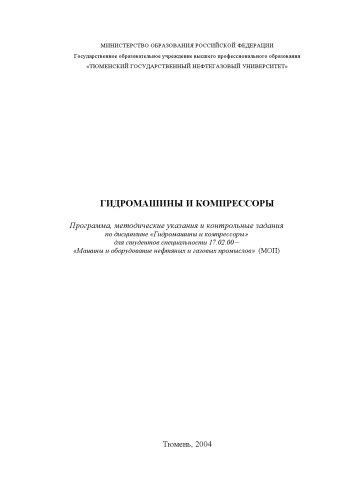 МИНИСТЕРСТВО ОБРАЗОВАНИЯ РОССИЙСКОЙ ФЕДЕРАЦИИ
Государственное образовательное учреждение высшего профессионального образования
«ТЮМЕНСКИЙ ГОСУДАРСТВЕННЫЙ НЕФТЕГАЗОВЫЙ УНИВЕРСИТЕТ»
ГИДРОМАШИНЫ И КОМПРЕССОРЫ
Программа, методические указания и контрольные задания
по дисциплине «Гидромашины и компрессоры»
для студентов специальности 17.02.00 –
«Машины и оборудование нефтяных и газовых промыслов» (МОП)
Тюмень, 2004